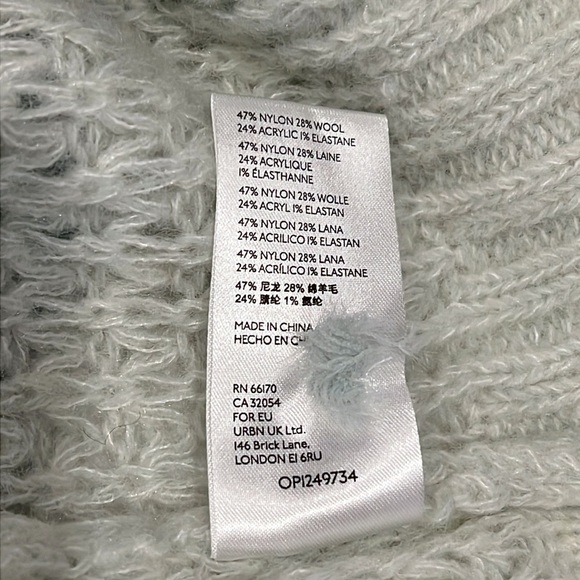 47% NYLON 28% WOOL
24% ACRYLIC 1% ELASTANE
47% NYLON 28% LAINE
24% ACRYLIQUE
1% ÉLASTHANNE
47% NYLON 28% WOLLE
24% ACRYL 1% ELASTAN
47% NYLON 28% LANA
24% ACRILICO 1% ELASTAN
47% NYLON 28% LANA
24% ACRÍLICO 1% ELASTANE
47% 尼龙 28% 绵羊毛
24% 腈纶 1% 氨纶
MADE IN CHINA
HECHO EN
RN 66170
CA 32054
FOR EU
URBN UK Ltd.
146 Brick Lane,
LONDON E1 6RU
OP1249734